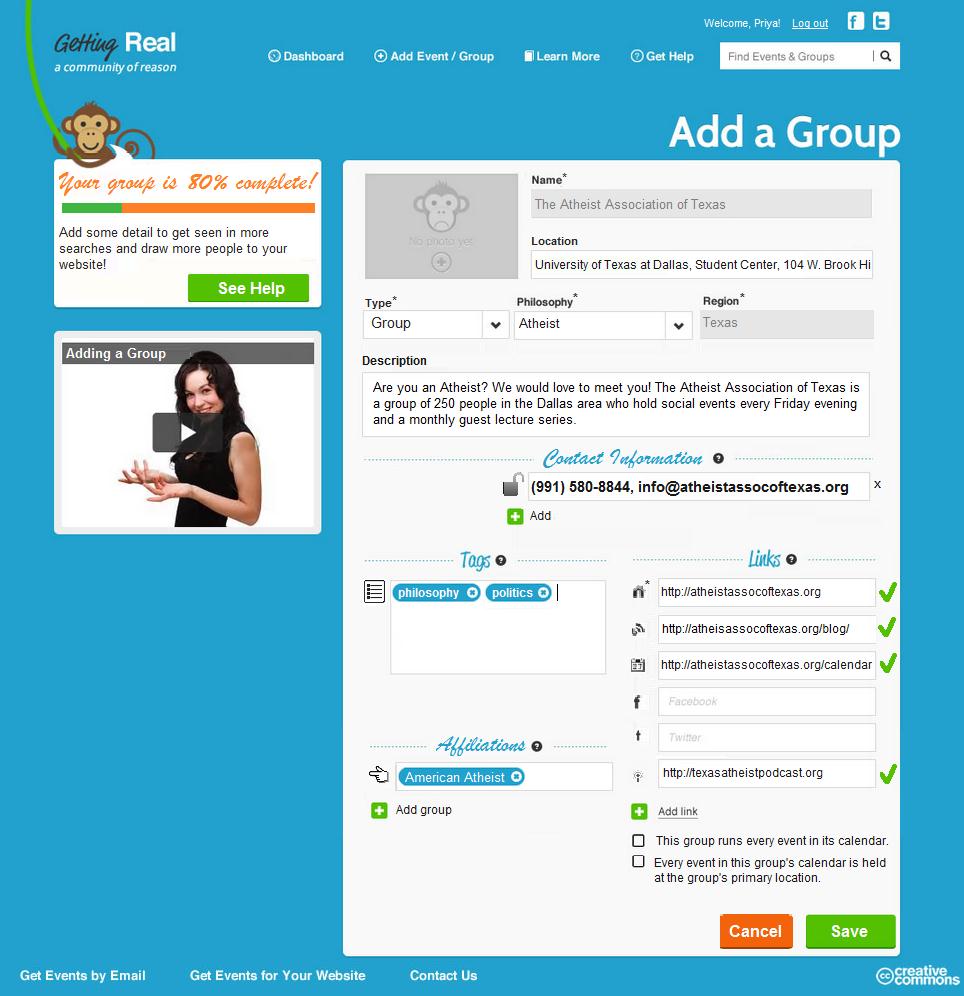 Welcome, Priya! Log out
Getting Real
a community of reason
Dashboard Add Event / Group Learn More Get Help Find Events & Groups
Add a Group
Your group is 80% complete!
Add some detail to get seen in more
searches and draw more people to your
website!
See Help
Adding a Group
No photo yet
Name*
The Atheist Association of Texas
Location
University of Texas at Dallas, Student Center, 104 W. Brook Hi
Type* Philosophy* Region*
Group Atheist Texas
Description
Are you an Atheist? We would love to meet you! The Atheist Association of Texas is
a group of 250 people in the Dallas area who hold social events every Friday evening
and a monthly guest lecture series.
Contact Information ?
(991) 580-8844, info@atheistassocoftexas.org x
Add
Tags ?
philosophy politics
Affiliations ?
American Atheist
Add group
Links ?
http://atheistassocoftexas.org
http://atheisassocoftexas.org/blog/
http://atheistassocoftexas.org/calendar
Facebook
Twitter
http://texasatheistpodcast.org
Add link
This group runs every event in its calendar.
Every event in this group's calendar is held
at the group's primary location.
Cancel Save
Get Events by Email Get Events for Your Website Contact Us
cc creative
commons